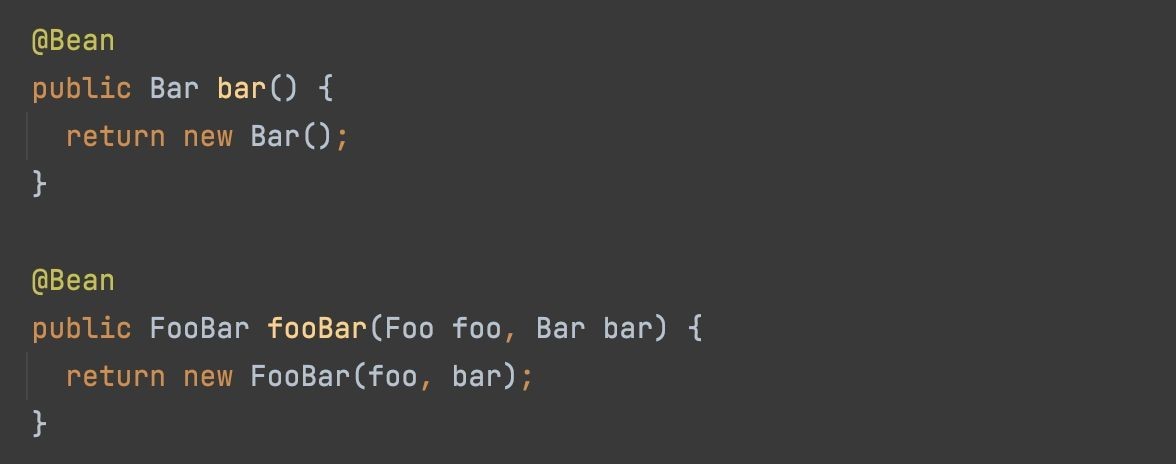 @Bean
public Bar bar() {
  return new Bar();
}

@Bean
public FooBar fooBar(Foo foo, Bar bar) {
  return new FooBar(foo, bar);
}